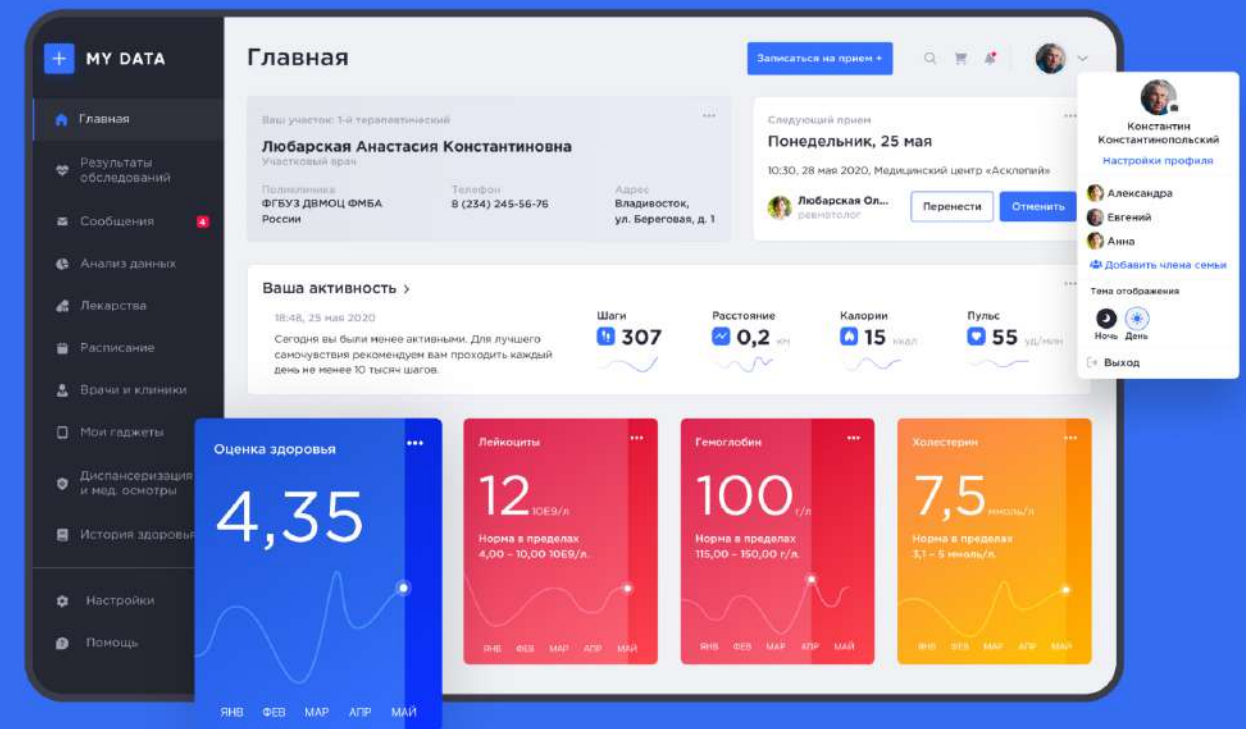 MY DATA
Главная
Результаты
обследований
Сообщения 4
Анализ данных
Лекарства
Расписание
Врачи и клиники
Мои гаджеты
Диспансеризация
и мед. осмотры
История здоровья
Настройки
Помощь
Главная
Записаться на прием +
Ваш участок: 1-й терапевтический
Любарская Анастасия Константиновна
Участковый врач
Поликлиника
ФГБУЗ ДВМОЦ ФМБА
России
Телефон
8 (234) 245-56-76
Адрес
Владивосток,
ул. Береговая, д. 1
Следующий прием
Понедельник, 25 мая
10:30, 28 мая 2020, Медицинский центр «Асклепий»
Любарская Ол...
ревматолог
Перенести
Отменить
Константин
Константинопольский
Настройки профиля
Александра
Евгений
Анна
Добавить члена семьи
Тема отображения
Ночь День
Выход
Ваша активность >
18:48, 25 мая 2020
Сегодня вы были менее активными. Для лучшего
самочувствия рекомендуем вам проходить каждый
день не менее 10 тысяч шагов.
Шаги
307
Расстояние
0,2 км
Калории
15 ккал
Пульс
55 уд/мин
Оценка здоровья
4,35
ЯНВ ФЕВ МАР АПР МАЙ
Лейкоциты
12 10Е9/л
Норма в пределах
4,00 – 10,00 10Е9/л.
ЯНВ ФЕВ МАР АПР МАЙ
Гемоглобин
100 г/л
Норма в пределах
115,00 – 150,00 г/л.
ЯНВ ФЕВ МАР АПР МАЙ
Холестерин
7,5 ммоль/л
Норма в пределах
3,1 – 5 ммоль/л.
ЯНВ ФЕВ МАР АПР МАЙ